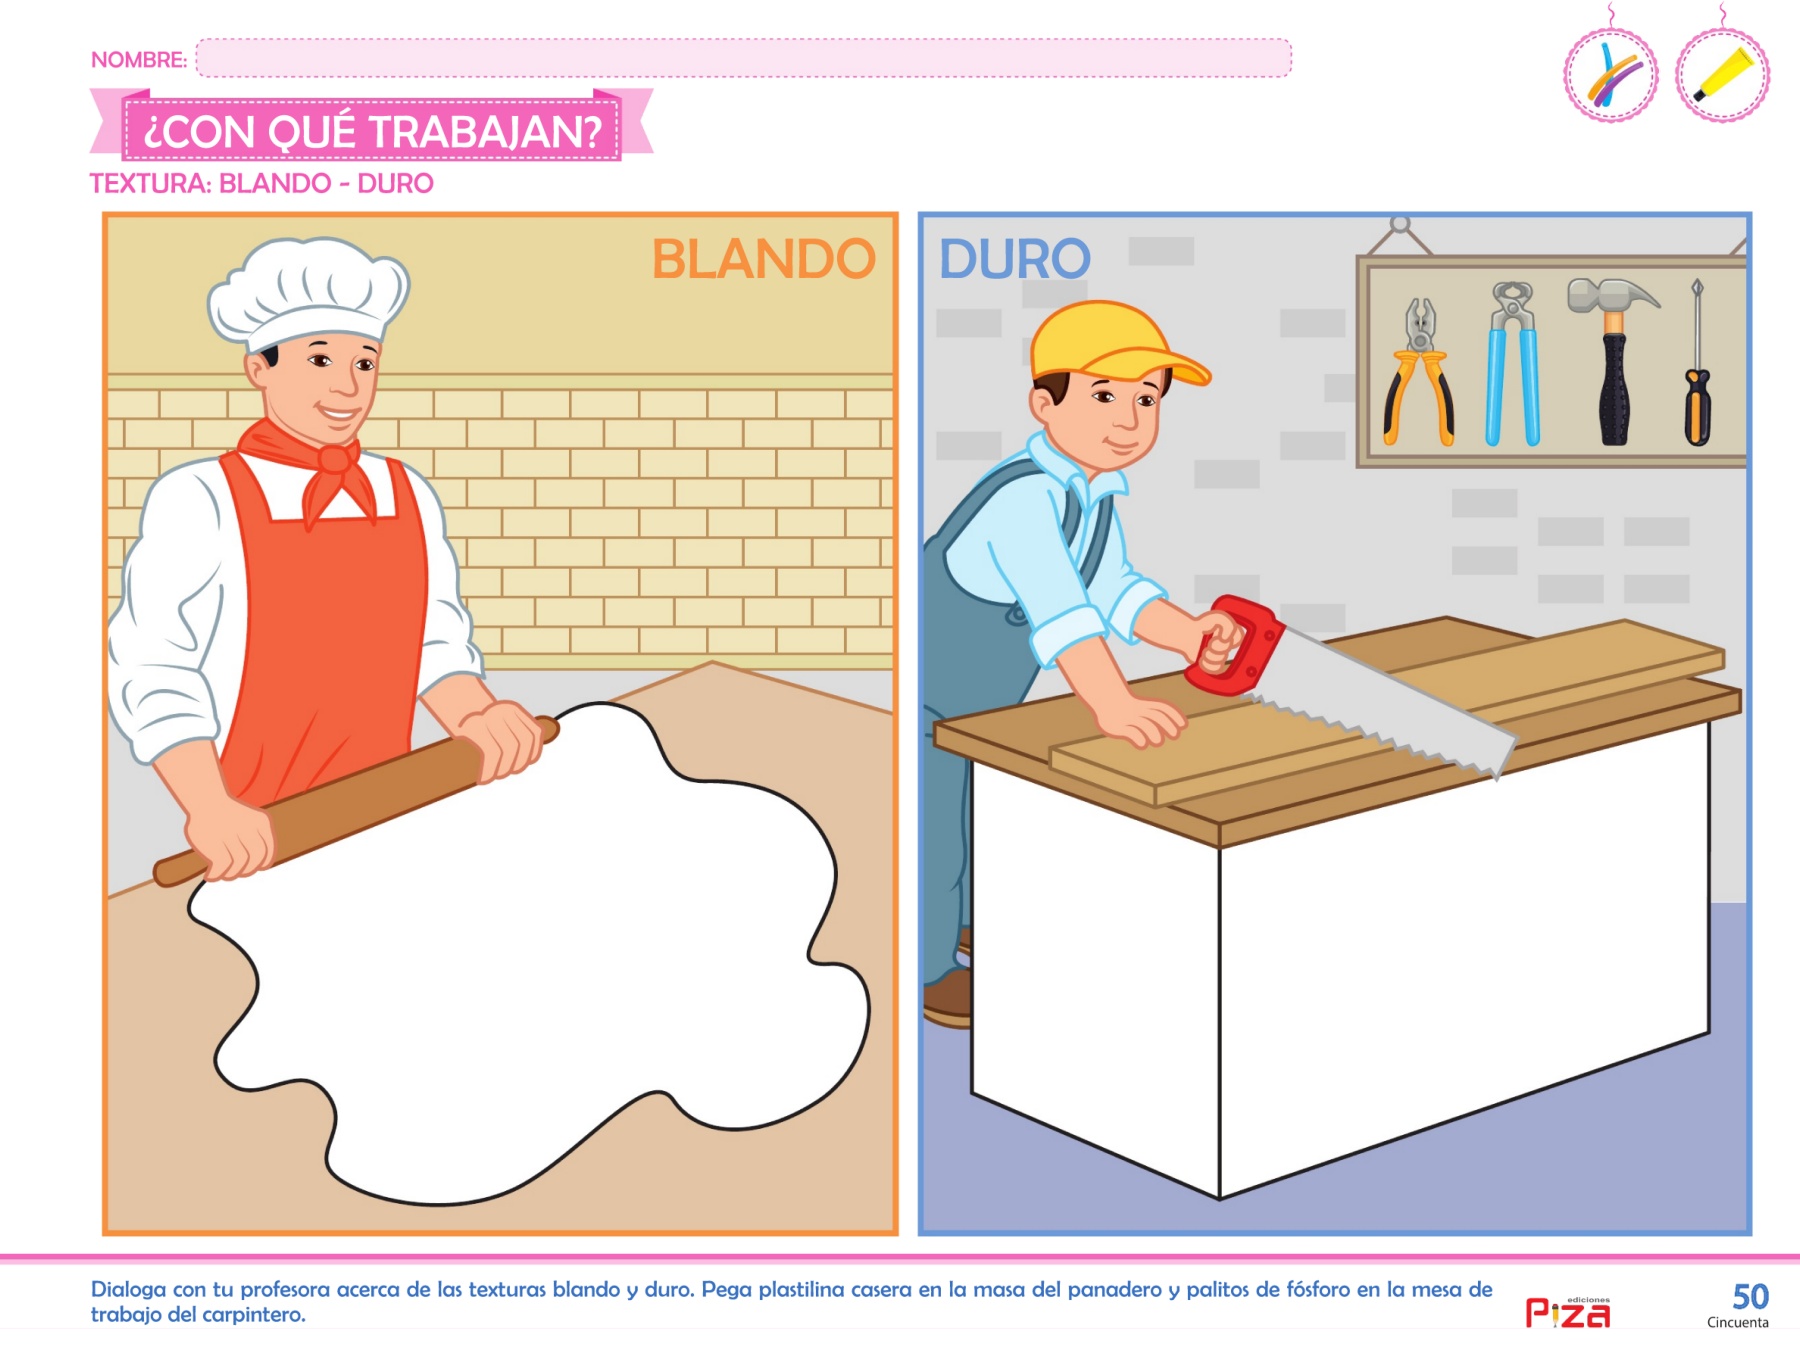 NOMBRE:
¿CON QUÉ TRABAJAN?
TEXTURA: BLANDO - DURO
BLANDO
DURO
Dialoga con tu profesora acerca de las texturas blando y duro. Pega plastilina casera en la masa del panadero y palitos de fósforo en la mesa de
trabajo del carpintero.
ediciones
Piza
50
Cincuenta